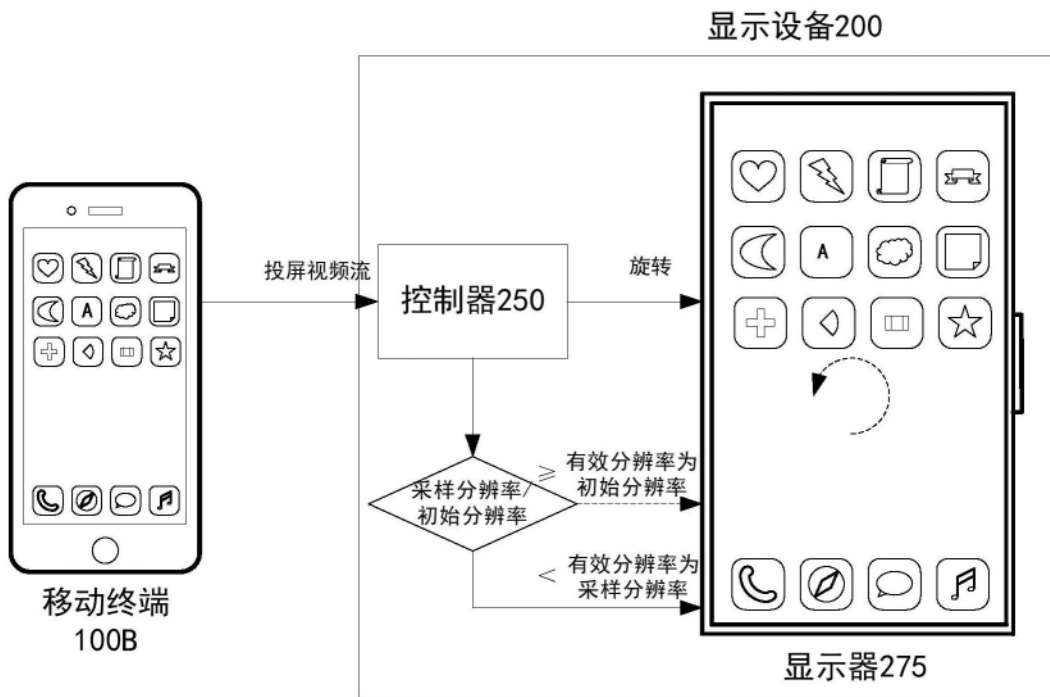 显示设备200
A
A
投屏视频流
控制器250
旋转
采样分辨率/
初始分辨率
≥
有效分辨率为
初始分辨率
<
有效分辨率为
采样分辨率
移动终端
100B
显示器275